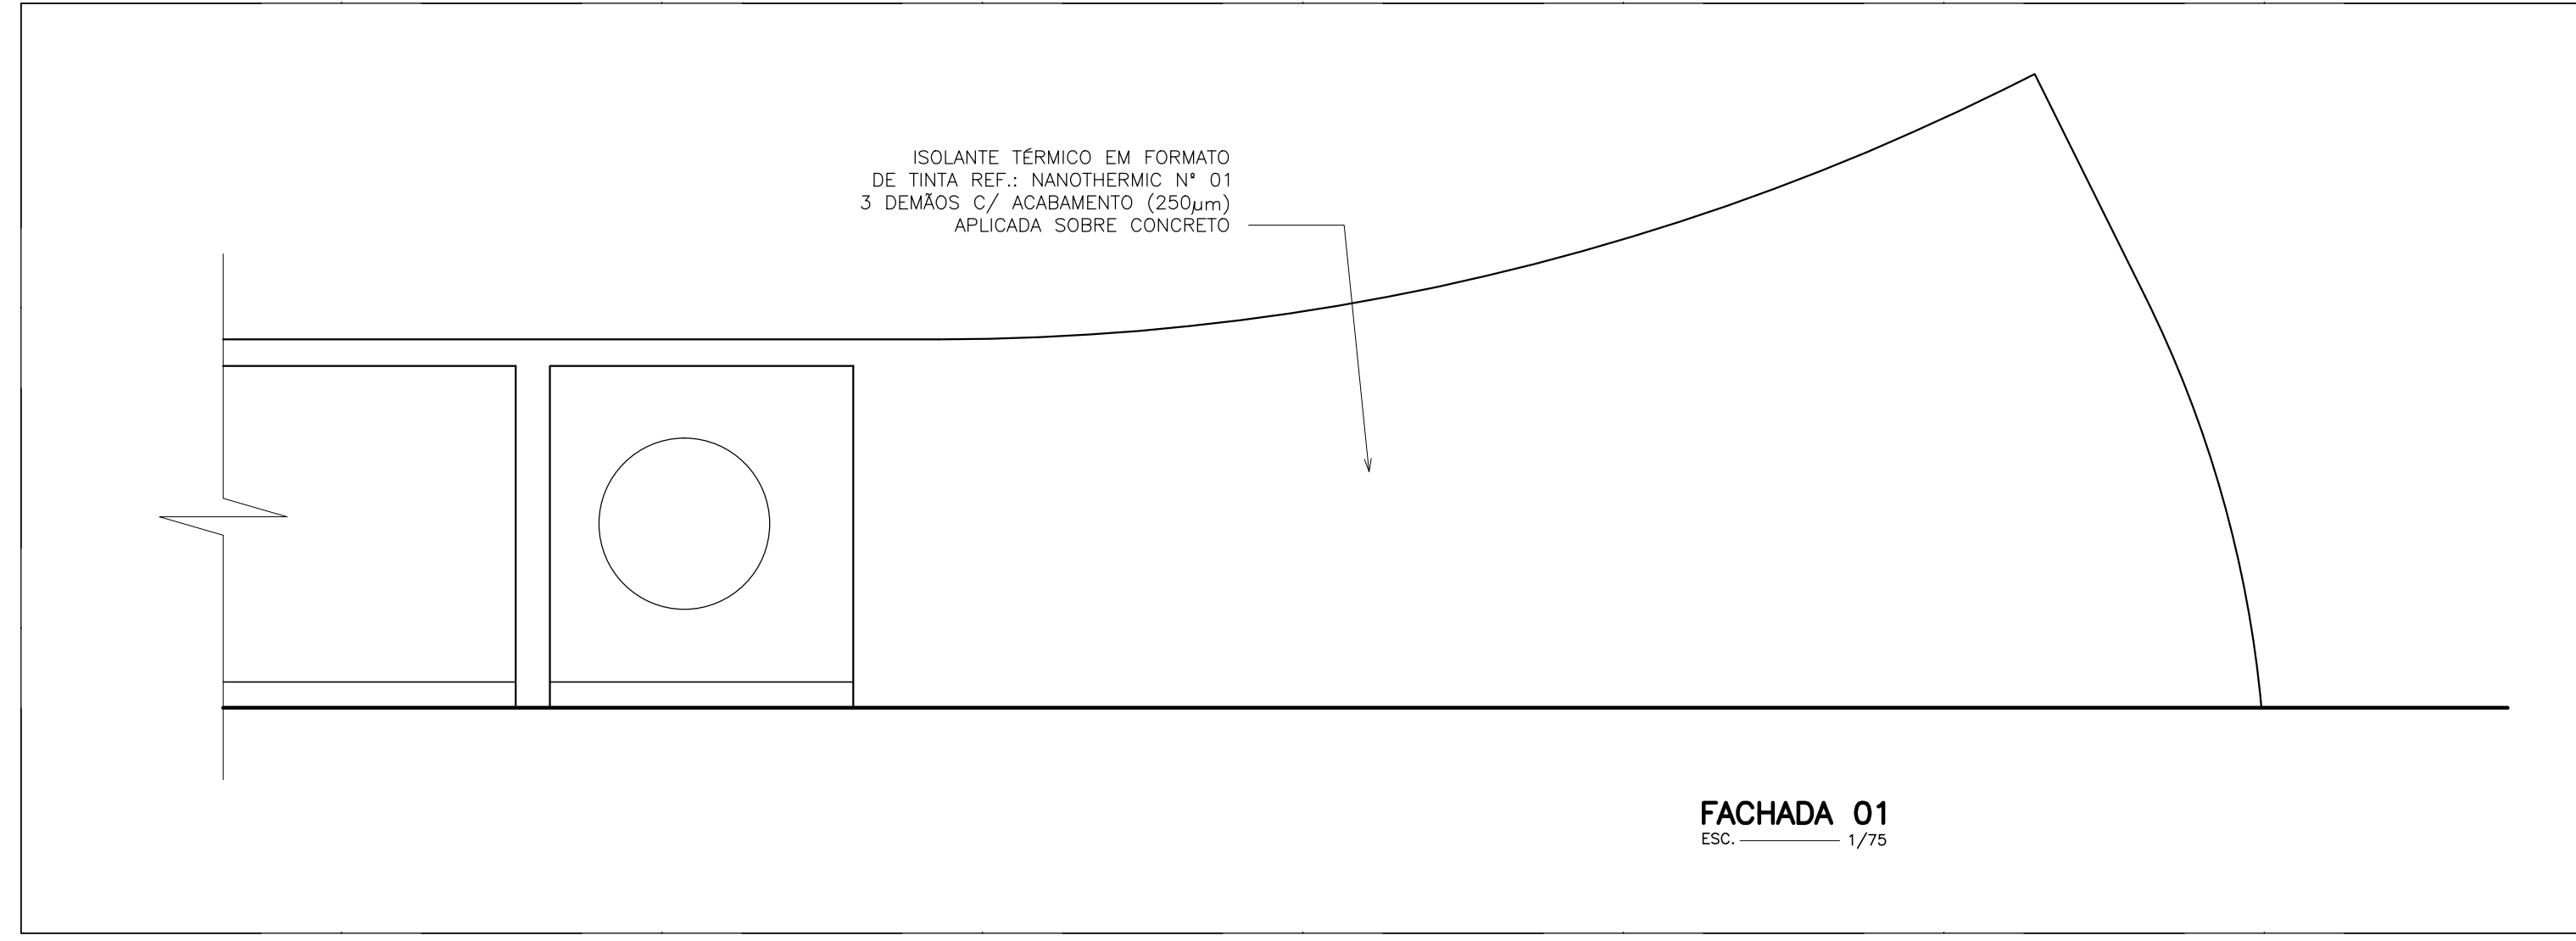 ISOLANTE TÉRMICO EM FORMATO
DE TINTA REF.: NANOTHERMIC Nº 01
3 DEMÃOS C/ ACABAMENTO (250µm)
APLICADA SOBRE CONCRETO
FACHADA 01
ESC. 1/75